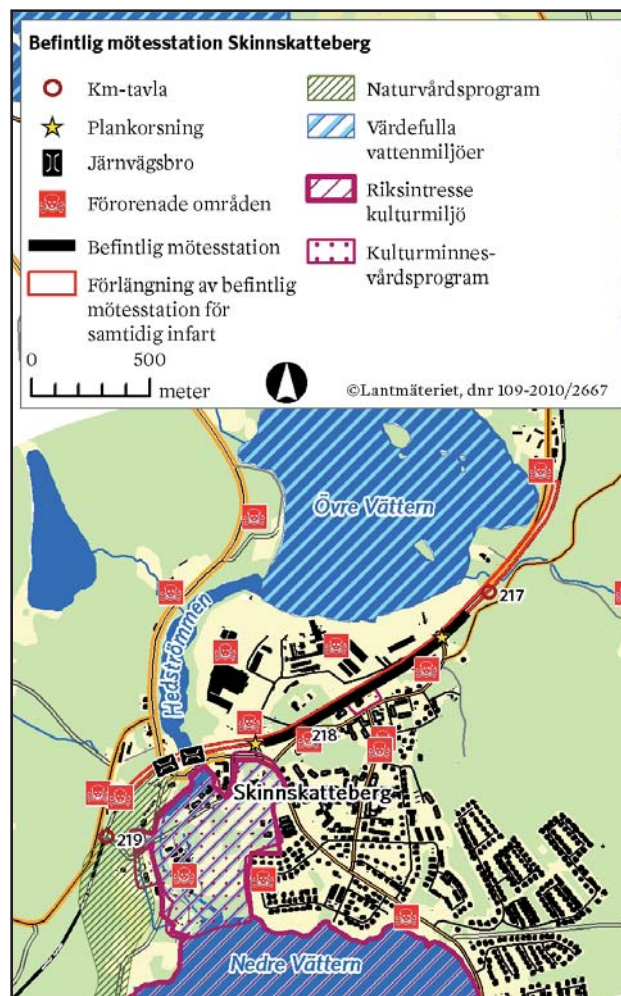 Befintlig mötesstation Skinnskatteberg
Km-tavla
Plankorsning
Järnvägsbro
Förorenade områden
Befintlig mötesstation
Förlängning av befintlig
mötesstation för
samtidig infart
Naturvårdsprogram
Värdefulla
vattenmiljöer
Riksintresse
kulturmiljö
Kulturminnes-
vårdsprogram
0 500
meter
©Lantmäteriet, dnr 109-2010/2667
Övre Vättern
217
Hedströmmen
218
Skinnskatteberg
219
Nedre Vättern